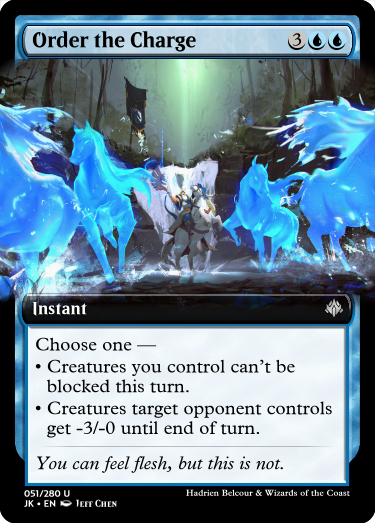 Order the Charge 3
Instant
Choose one —
• Creatures you control can't be
blocked this turn.
• Creatures target opponent controls
get -3/-0 until end of turn.
You can feel flesh, but this is not.
051/280 U
Hadrien Belcour & Wizards of the Coast
JK • EN Jeff Chen